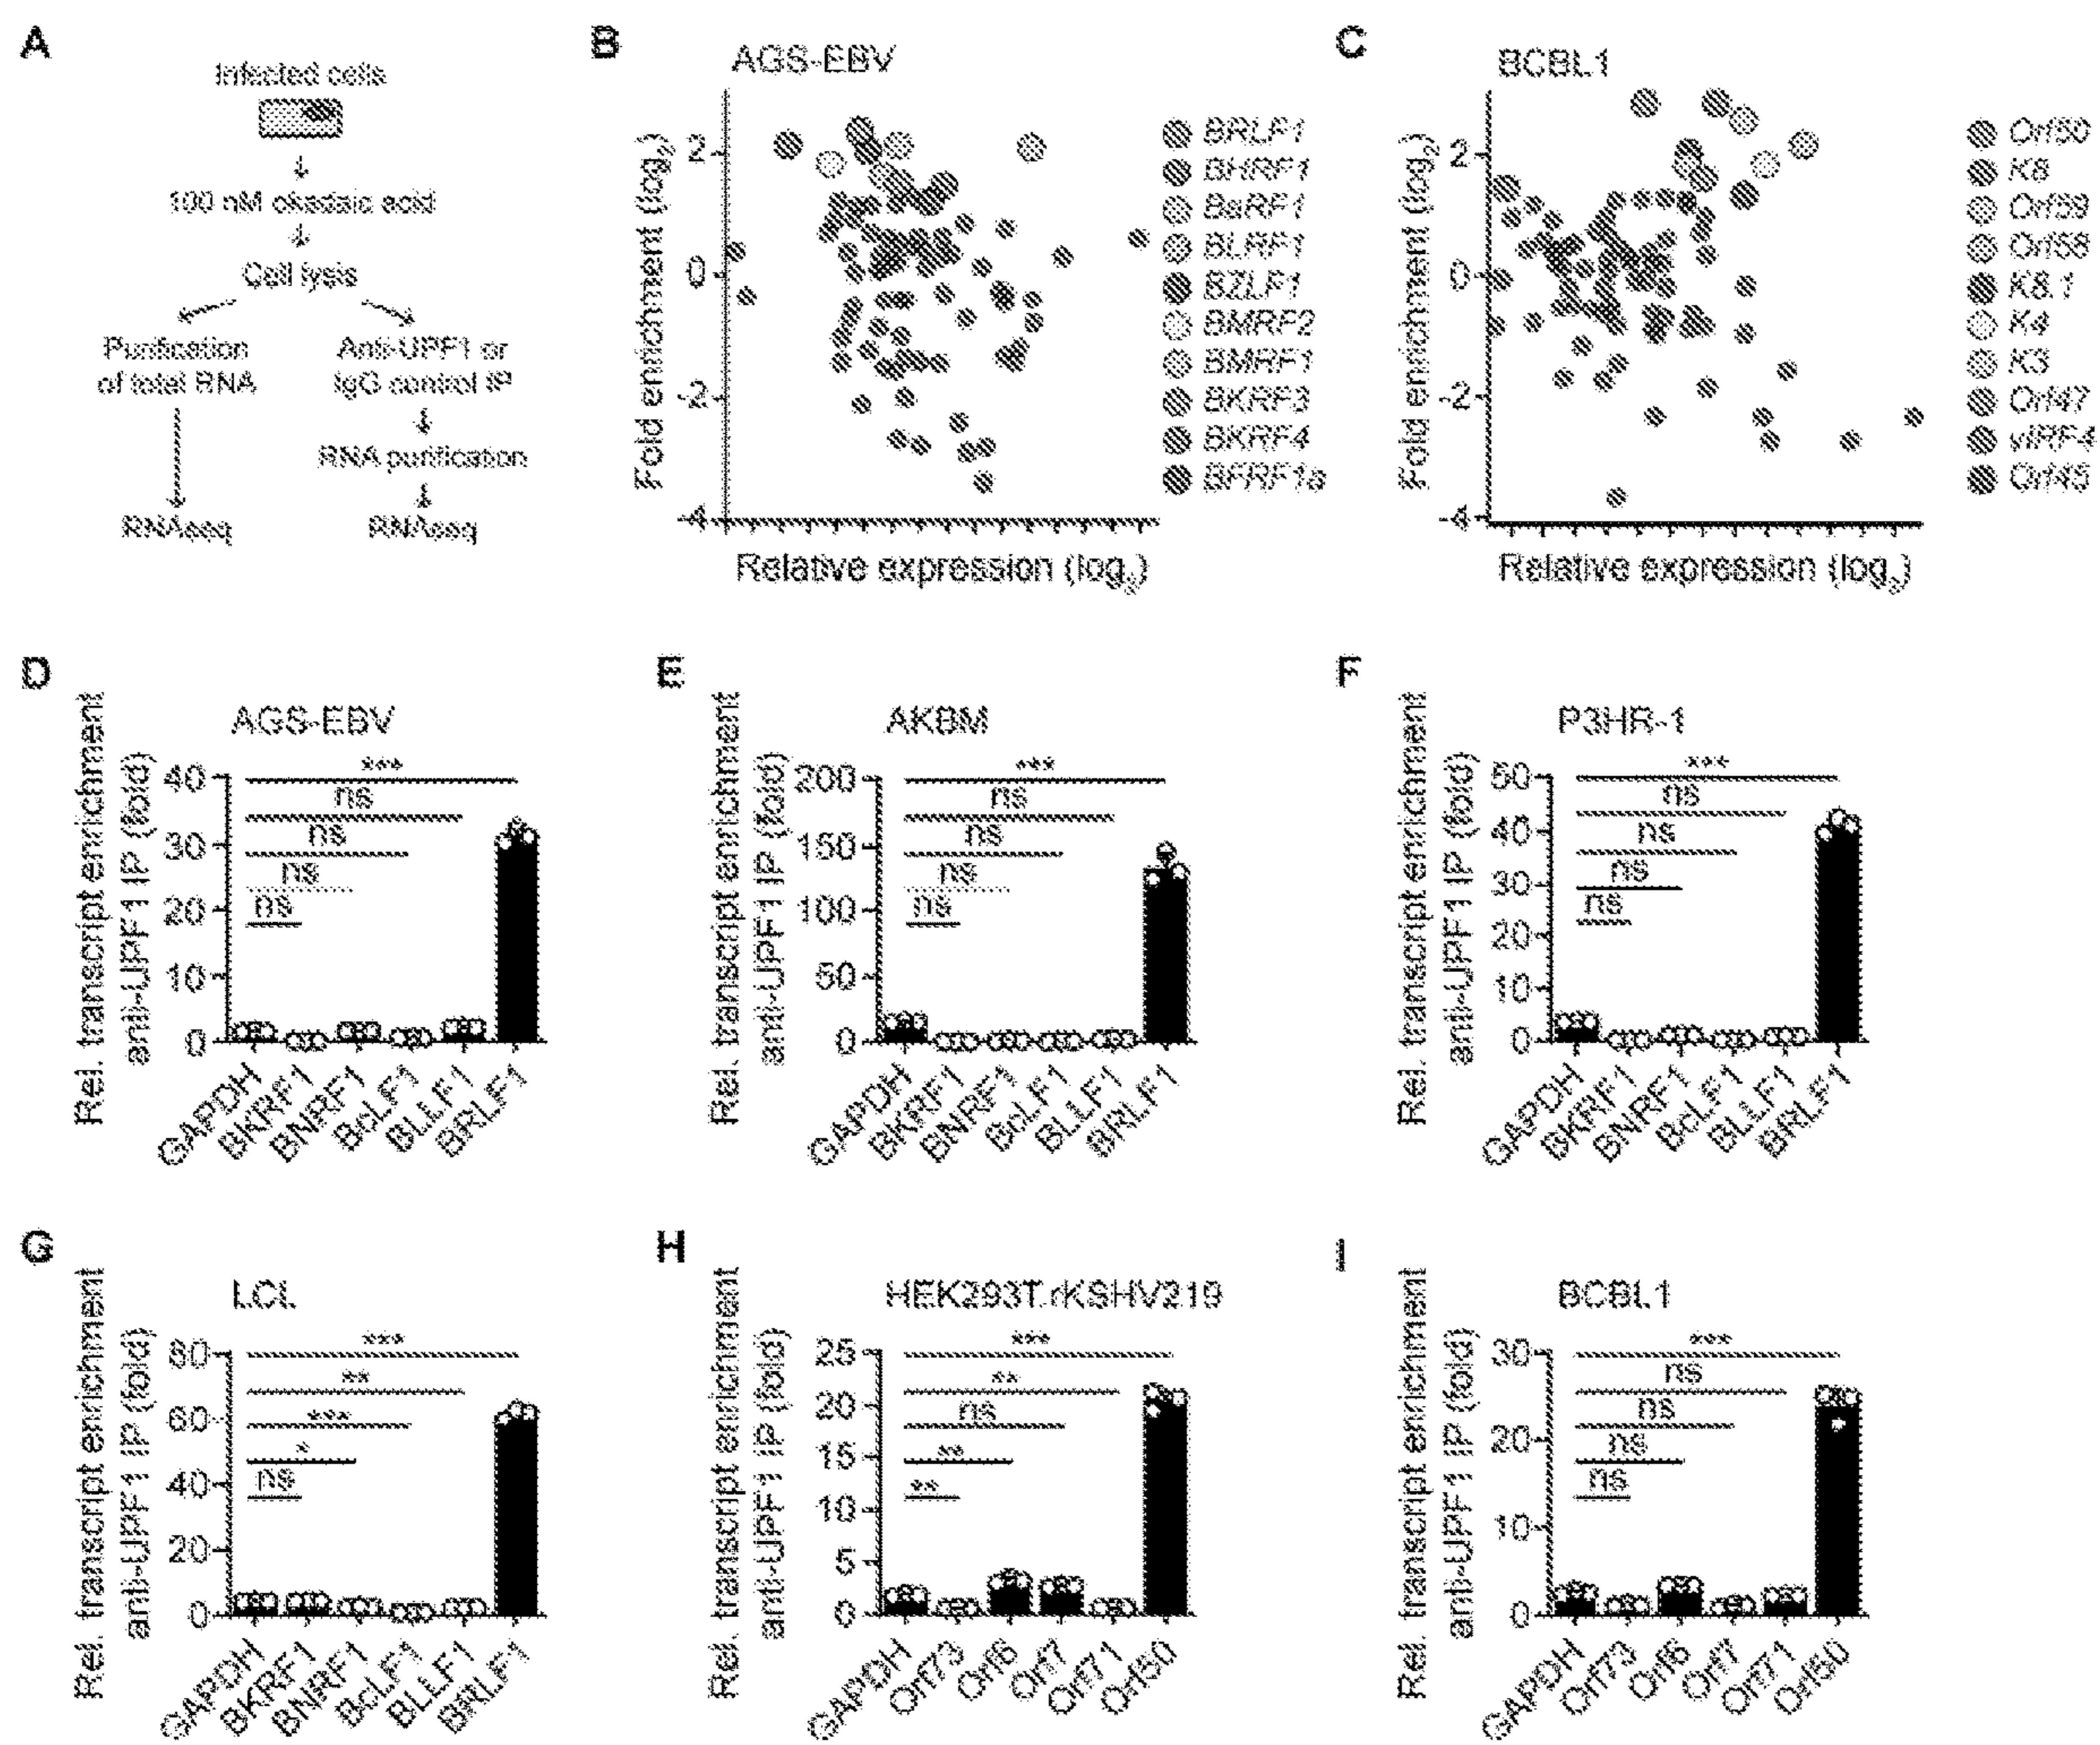 A
Infected cells
100 nM okadaic acid
Cell lysis
Purification
of total RNA
Anti-UPF1 or
IgG control IP
RNA purification
RNAseq
RNAseq
B
AGS-EBV
Fold enrichment (log2)
2
0
-2
-4
Relative expression (log2)
BRLF1
BHRF1
BaRF1
BLRF1
BZLF1
BMRF2
BMRF1
BKRF3
BKRF4
BFRF1a
C
BCBL1
Fold enrichment (log2)
2
0
-2
-4
Relative expression (log2)
Orf50
K8
Orf59
Orf58
K8.1
K4
K3
Orf47
vIRF4
Orf45
D
AGS-EBV
Rel. transcript enrichment
anti-UPF1 IP (fold)
40
30
20
10
0
***
ns
ns
ns
ns
GAPDH
BKRF1
BNRF1
BcLF1
BLLF1
BRLF1
E
AKBM
Rel. transcript enrichment
anti-UPF1 IP (fold)
200
150
100
50
0
***
ns
ns
ns
ns
GAPDH
BKRF1
BNRF1
BcLF1
BLLF1
BRLF1
F
P3HR-1
Rel. transcript enrichment
anti-UPF1 IP (fold)
50
40
30
20
10
0
***
ns
ns
ns
ns
GAPDH
BKRF1
BNRF1
BcLF1
BLLF1
BRLF1
G
LCL
Rel. transcript enrichment
anti-UPF1 IP (fold)
80
60
40
20
0
***
**
***
*
ns
GAPDH
BKRF1
BNRF1
BcLF1
BLLF1
BRLF1
H
HEK293T.rKSHV219
Rel. transcript enrichment
anti-UPF1 IP (fold)
25
20
15
10
5
0
***
**
ns
**
**
GAPDH
Orf73
Orf6
Orf7
Orf71
Orf50
I
BCBL1
Rel. transcript enrichment
anti-UPF1 IP (fold)
30
20
10
0
***
ns
ns
ns
ns
GAPDH
Orf73
Orf6
Orf7
Orf71
Orf50